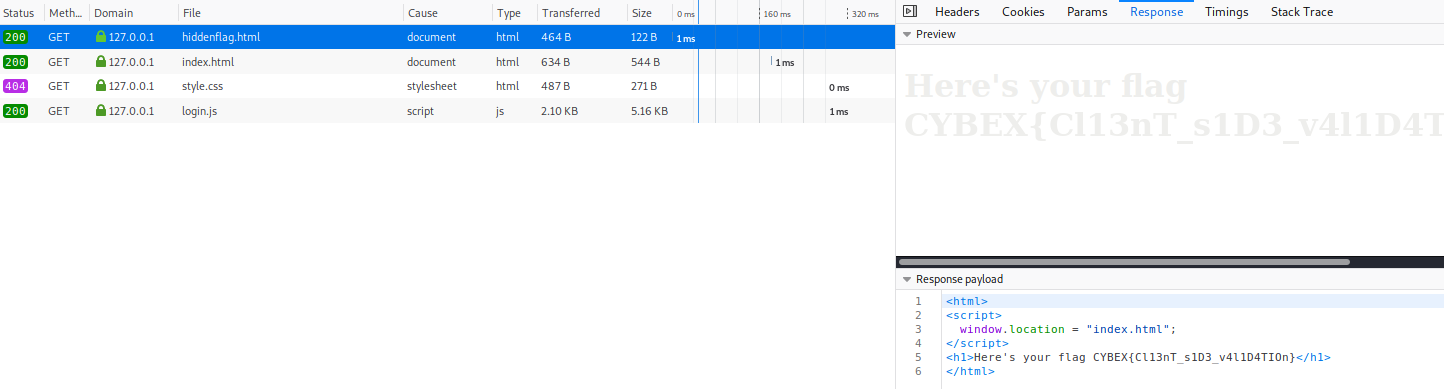 Status Meth... Domain File Cause Type Transferred Size 0 ms 160 ms 320 ms
200 GET 127.0.0.1 hiddenflag.html document html 464 B 122 B 1 ms
200 GET 127.0.0.1 index.html document html 634 B 544 B 1 ms
404 GET 127.0.0.1 style.css stylesheet html 487 B 271 B 0 ms
200 GET 127.0.0.1 login.js script js 2.10 KB 5.16 KB 1 ms
Headers Cookies Params Response Timings Stack Trace
Preview
Here's your flag
CYBEX{Cl13nT_s1D3_v4l1D4T
Response payload
1 <html>
2 <script>
3 window.location = "index.html";
4 </script>
5 <h1>Here's your flag CYBEX{Cl13nT_s1D3_v4l1D4TIOn}</h1>
6 </html>